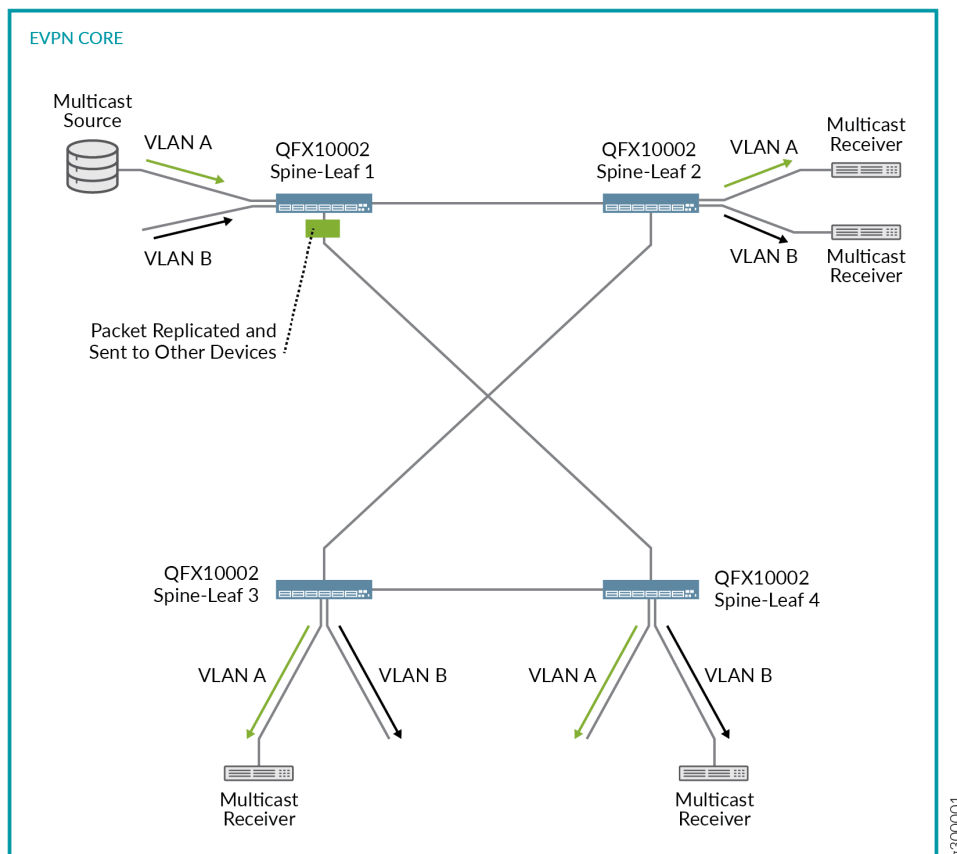 EVPN CORE
Multicast
Source
VLAN A
VLAN B
QFX10002
Spine-Leaf 1
QFX10002
Spine-Leaf 2
VLAN A
VLAN B
Multicast
Receiver
Multicast
Receiver
Packet Replicated and
Sent to Other Devices
QFX10002
Spine-Leaf 3
QFX10002
Spine-Leaf 4
VLAN A
VLAN B
VLAN A
VLAN B
Multicast
Receiver
Multicast
Receiver